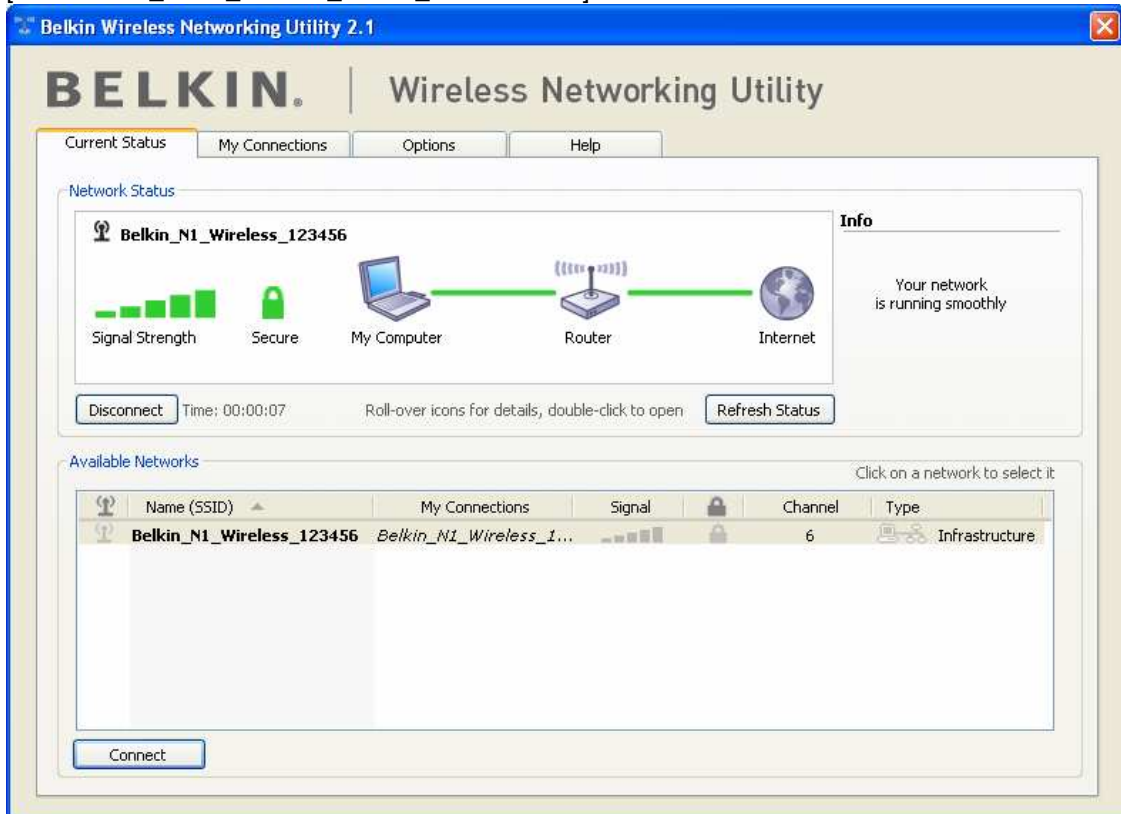 Belkin Wireless Networking Utility 2.1
BELKIN. Wireless Networking Utility
Current Status My Connections Options Help
Network Status
Belkin_N1_Wireless_123456
Info
Your network
is running smoothly
Signal Strength Secure My Computer Router Internet
Disconnect Time: 00:00:07 Roll-over icons for details, double-click to open Refresh Status
Available Networks
Click on a network to select it
Name (SSID) My Connections Signal Channel Type
Belkin_N1_Wireless_123456 Belkin_N1_Wireless_1... 6 Infrastructure
Connect